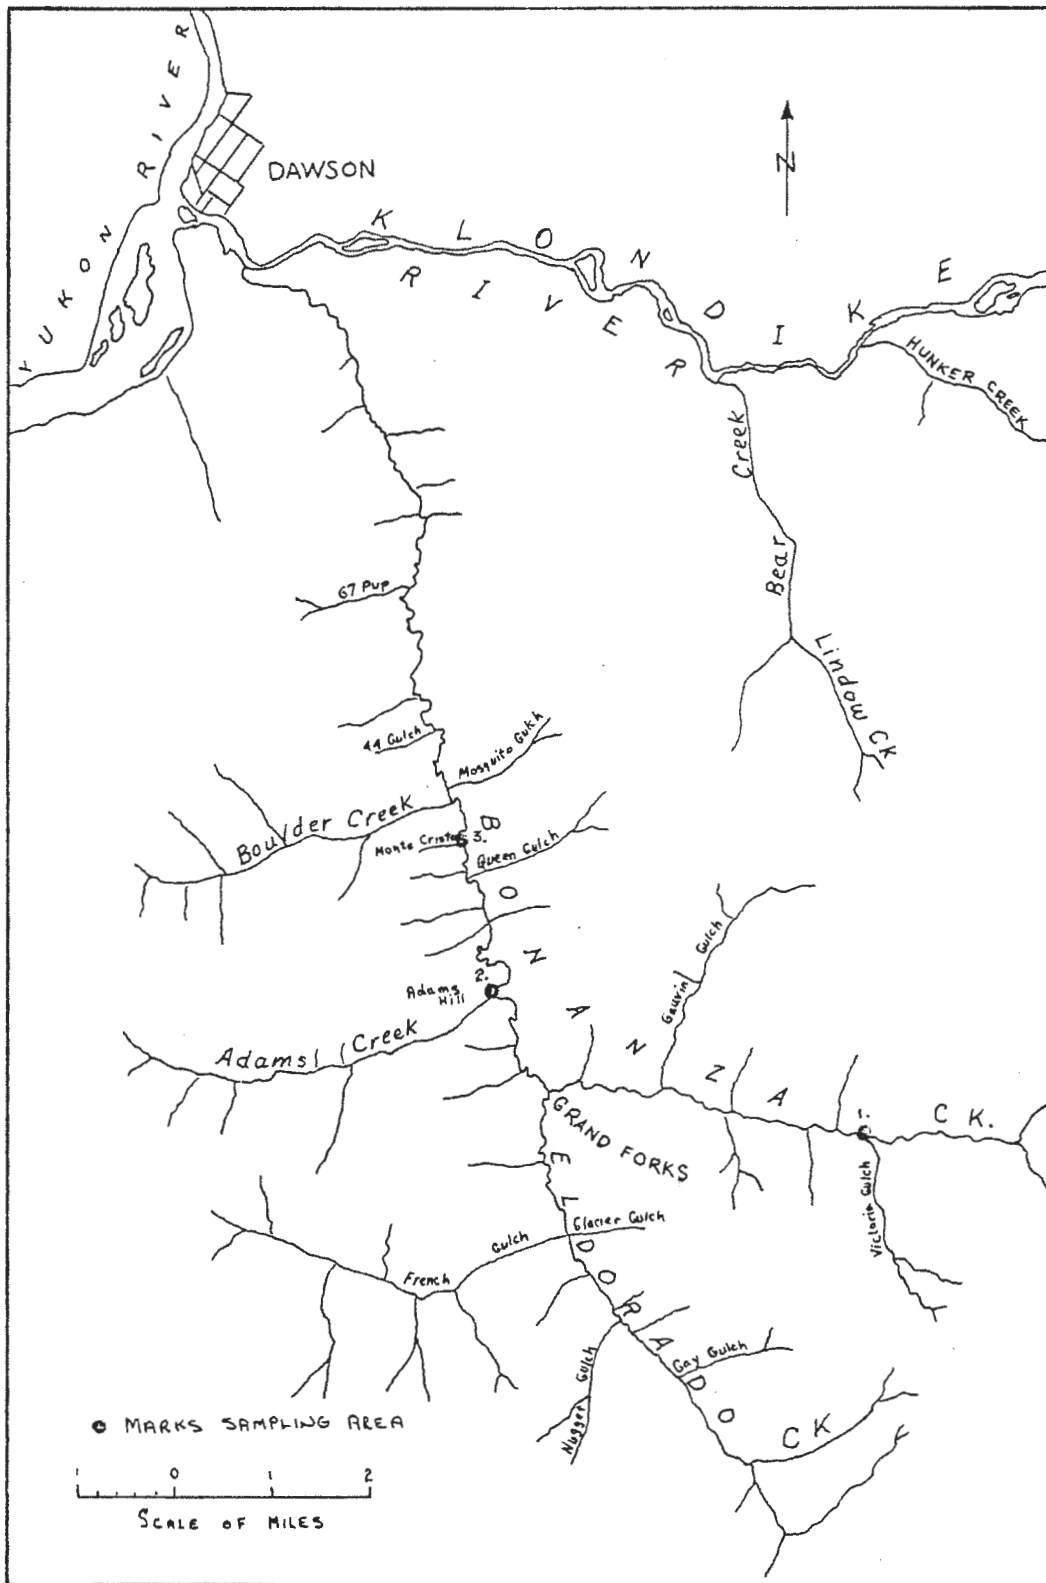 YUKON RIVER
DAWSON
N
KLONDIKE
RIVER
HUNKER CREEK
Creek
Bear
Lindow Ck
67 Pup
44 Gulch
Mosquito Gulch
Boulder Creek
Monte Cristo
3.
Queen Gulch
BONANZA CK.
2.
Adams
Hill
Adams Creek
Gauvin Gulch
1.
GRAND FORKS
Victoria Gulch
ELDORADO CK
Glacier Gulch
French Gulch
Nugget Gulch
Gay Gulch
MARKS SAMPLING AREA
1 0 1 2
SCALE OF MILES